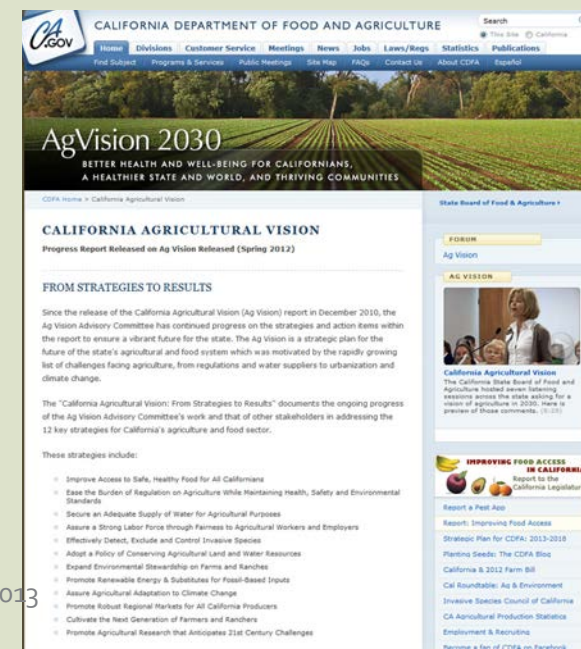 CA
.GOV
CALIFORNIA DEPARTMENT OF FOOD AND AGRICULTURE
Search
This Site California
Home Divisions Customer Service Meetings News Jobs Laws/Regs Statistics Publications
Find Subject Programs & Services Public Meetings Site Map FAQs Contact Us About CDFA Español
AgVision 2030
BETTER HEALTH AND WELL-BEING FOR CALIFORNIANS,
A HEALTHIER STATE AND WORLD, AND THRIVING COMMUNITIES
CDFA Home > California Agricultural Vision
CALIFORNIA AGRICULTURAL VISION
Progress Report Released on Ag Vision Released (Spring 2012)
FROM STRATEGIES TO RESULTS
Since the release of the California Agricultural Vision (Ag Vision) report in December 2010, the
Ag Vision Advisory Committee has continued progress on the strategies and action items within
the report to ensure a vibrant future for the state. The Ag Vision is a strategic plan for the
future of the state's agricultural and food system which was motivated by the rapidly growing
list of challenges facing agriculture, from regulations and water suppliers to urbanization and
climate change.
The "California Agricultural Vision: From Strategies to Results" documents the ongoing progress
of the Ag Vision Advisory Committee's work and that of other stakeholders in addressing the
12 key strategies for California's agriculture and food sector.
These strategies include:
Improve Access to Safe, Healthy Food for All Californians
Ease the Burden of Regulation on Agriculture While Maintaining Health, Safety and Environmental
Standards
Secure an Adequate Supply of Water for Agricultural Purposes
Assure a Strong Labor Force through Fairness to Agricultural Workers and Employers
Effectively Detect, Exclude and Control Invasive Species
Adopt a Policy of Conserving Agricultural Land and Water Resources
Expand Environmental Stewardship on Farms and Ranches
Promote Renewable Energy & Substitutes for Fossil-Based Inputs
Assure Agricultural Adaptation to Climate Change
Promote Robust Regional Markets for All California Producers
Cultivate the Next Generation of Farmers and Ranchers
Promote Agricultural Research that Anticipates 21st Century Challenges
State Board of Food & Agriculture
FORUM
Ag Vision
AG VISION
California Agricultural Vision
The California State Board of Food and
Agriculture hosted seven listening
sessions across the state asking for a
vision of agriculture in 2030. Here is
preview of those comments.
IMPROVING FOOD ACCESS
IN CALIFORNIA
Report to the
California Legislatur
Report a Pest App
Report: Improving Food Access
Strategic Plan for CDFA: 2013-2018
Planting Seeds: The CDFA Blog
California & 2012 Farm Bill
Cal Roundtable: Ag & Environment
Invasive Species Council of California
CA Agricultural Production Statistics
Employment & Recruiting
Become a fan of CDFA on Facebook
013